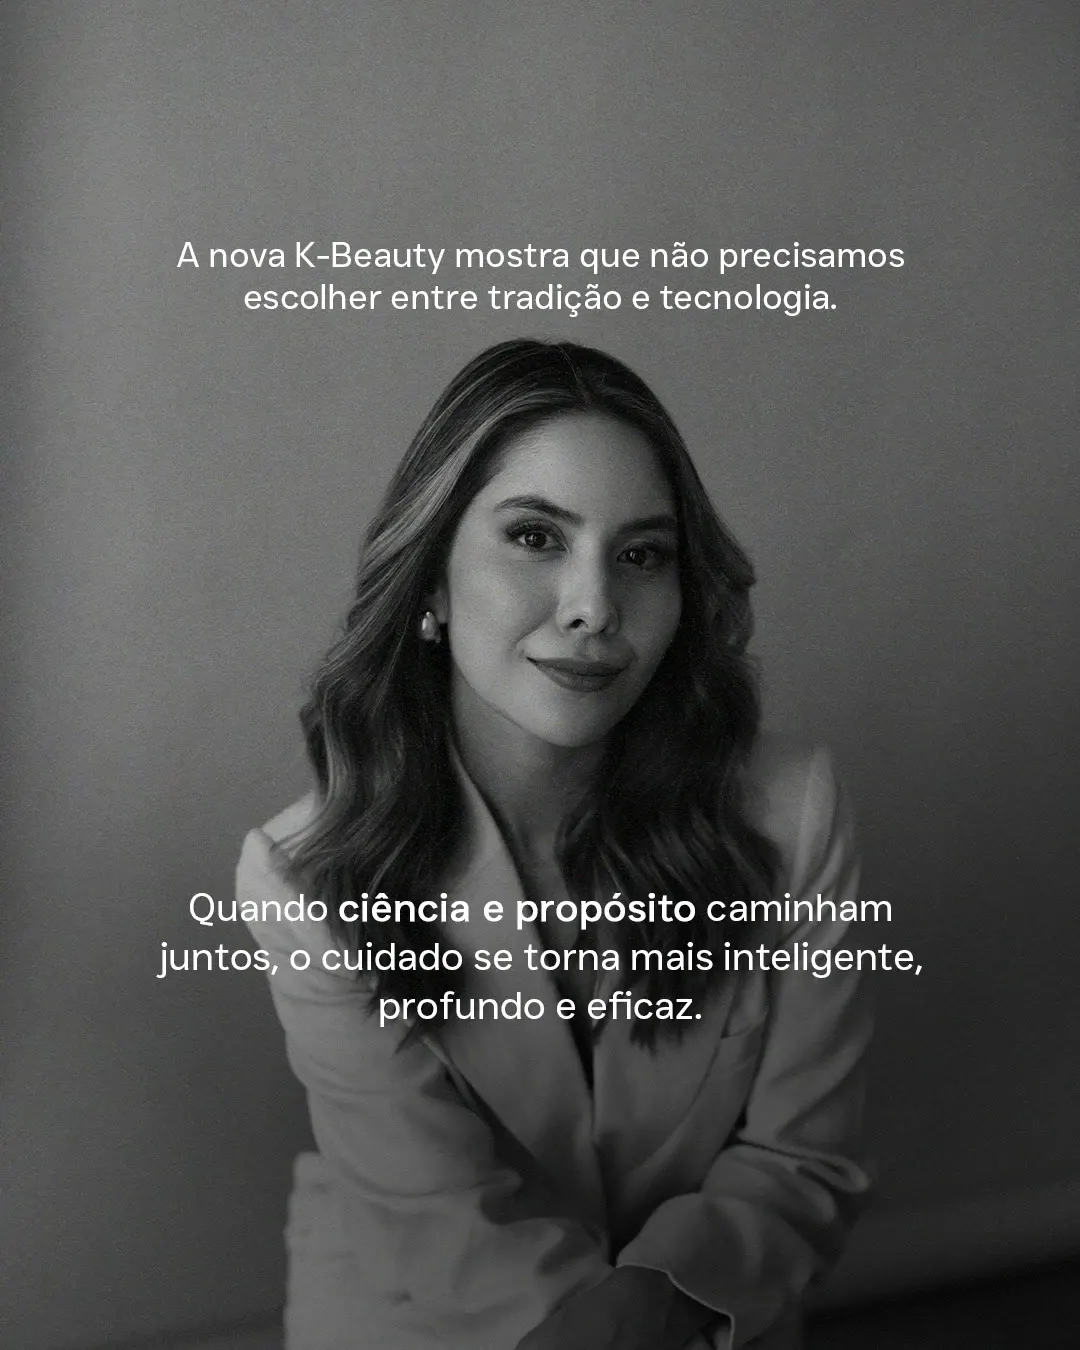 A nova K-Beauty mostra que não precisamos
escolher entre tradição e tecnologia.
Quando ciência e propósito caminham
juntos, o cuidado se torna mais inteligente,
profundo e eficaz.